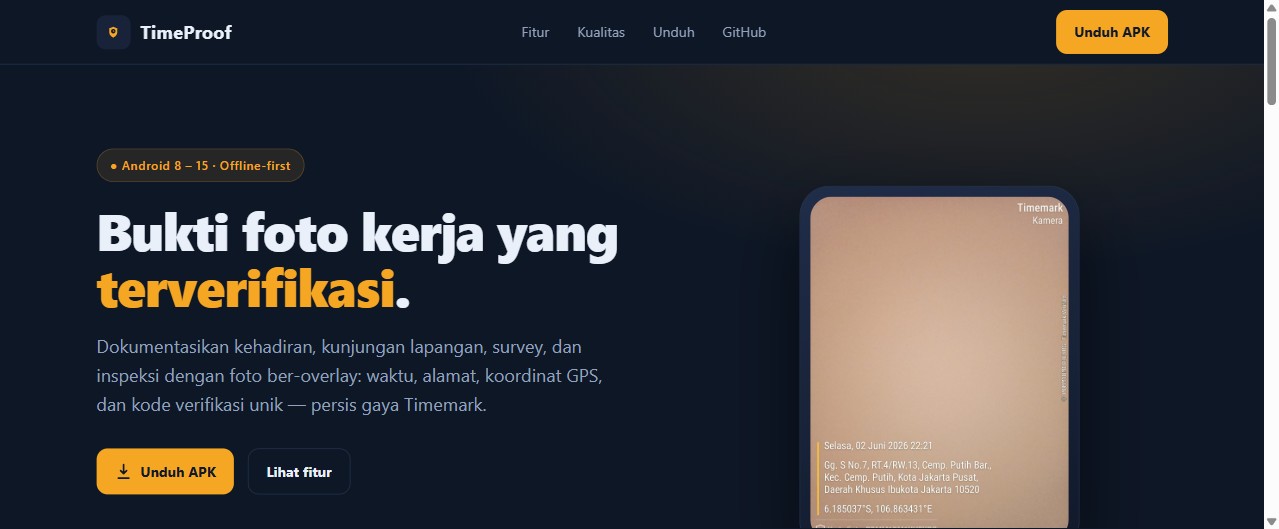 TimeProof
Fitur
Kualitas
Unduh
GitHub
Unduh APK
Android 8 – 15 · Offline-first
Bukti foto kerja yang
terverifikasi.
Dokumentasikan kehadiran, kunjungan lapangan, survey, dan
inspeksi dengan foto ber-overlay: waktu, alamat, koordinat GPS,
dan kode verifikasi unik — persis gaya Timemark.
Unduh APK
Lihat fitur
Timemark
Kamera
Selasa, 02 Juni 2026 22:21
Gg. S No.7, RT.4/RW.13, Cemp. Putih Bar.,
Kec. Cemp. Putih, Kota Jakarta Pusat,
Daerah Khusus Ibukota Jakarta 10520
6.185037°S, 106.863431°E